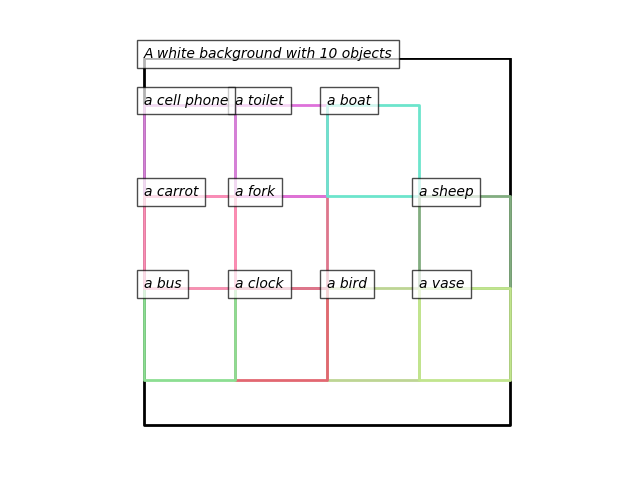 A white background with 10 objects
a cell phone
a toilet
a boat
a carrot
a fork
a sheep
a bus
a clock
a bird
a vase